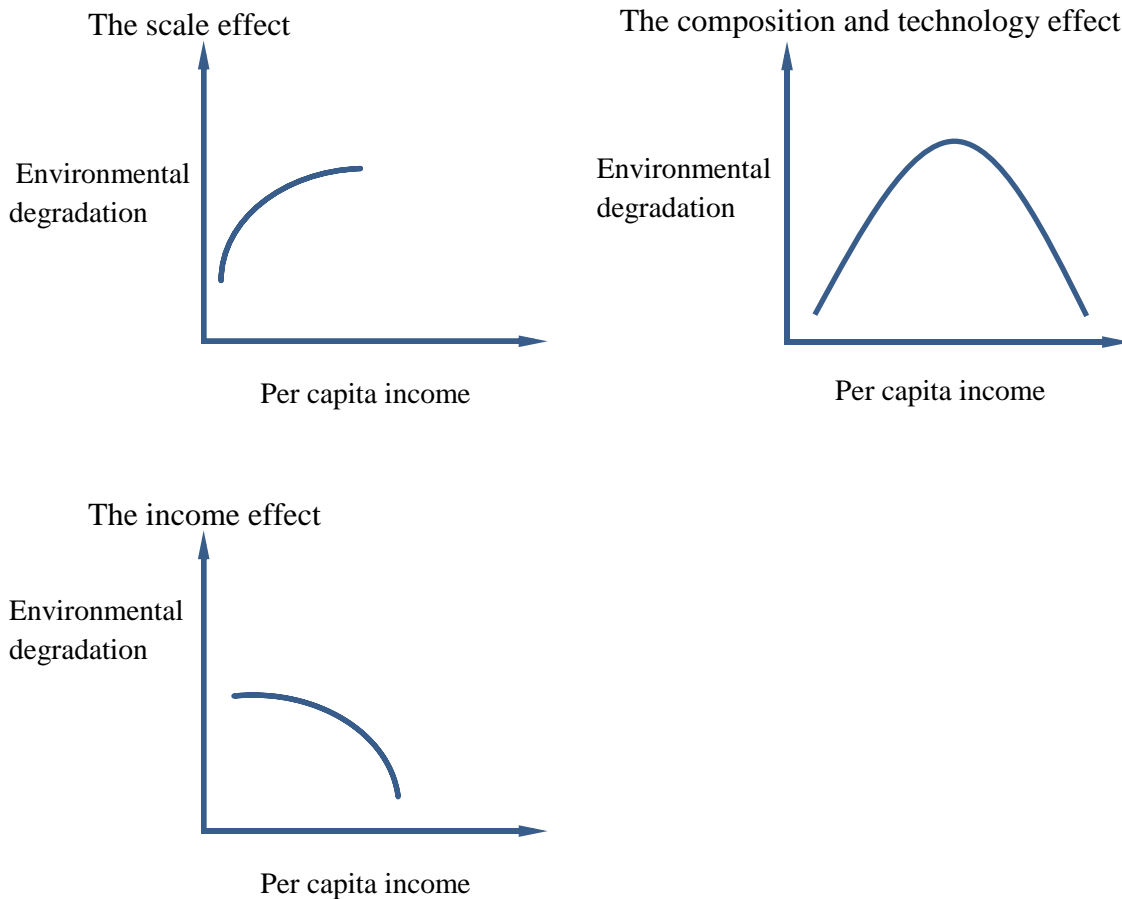 The scale effect
Environmental
degradation
Per capita income
The composition and technology effect
Environmental
degradation
Per capita income
The income effect
Environmental
degradation
Per capita income